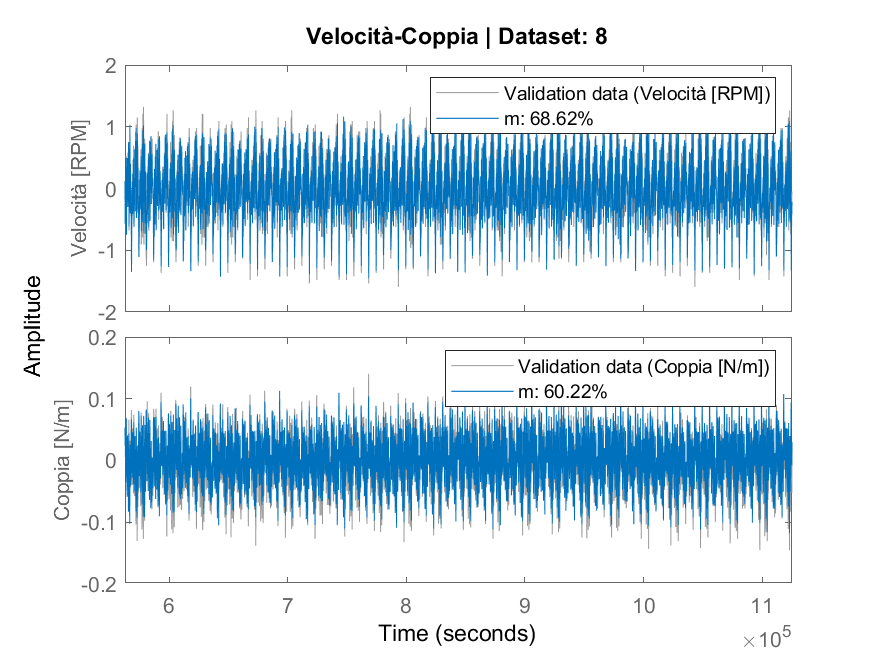 Velocità-Coppia | Dataset: 8
Amplitude
Velocità [RPM]
2
1
0
-1
-2
Validation data (Velocità [RPM])
m: 68.62%
Coppia [N/m]
0.2
0.1
0
-0.1
-0.2
Validation data (Coppia [N/m])
m: 60.22%
6 7 8 9 10 11
×10^5
Time (seconds)